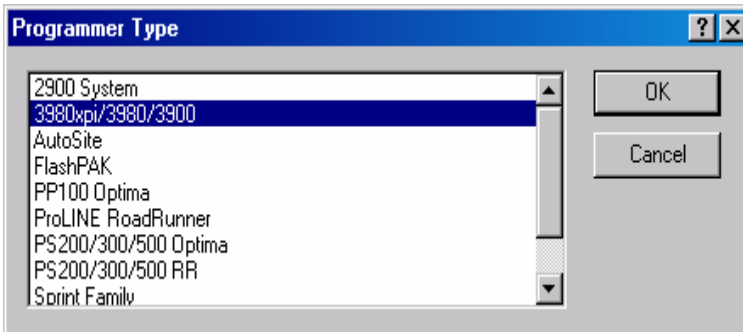 Programmer Type
2900 System
3980xpi/3980/3900
AutoSite
FlashPAK
PP100 Optima
ProLINE RoadRunner
PS200/300/500 Optima
PS200/300/500 RR
Sprint Family
OK
Cancel